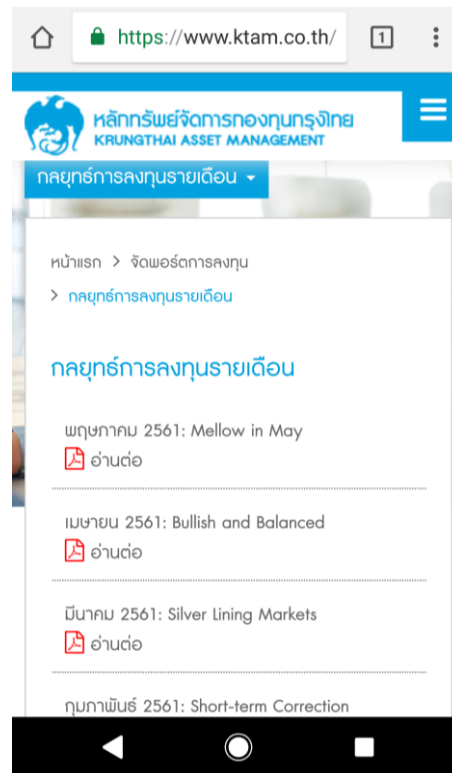 https://www.ktam.co.th/
1
หลักทรัพย์จัดการกองทุนกรุงไทย
KRUNGTHAI ASSET MANAGEMENT
กลยุทธ์การลงทุนรายเดือน
หน้าแรก > จัดพอร์ตการลงทุน
> กลยุทธ์การลงทุนรายเดือน
กลยุทธ์การลงทุนรายเดือน
พฤษภาคม 2561: Mellow in May
อ่านต่อ
เมษายน 2561: Bullish and Balanced
อ่านต่อ
มีนาคม 2561: Silver Lining Markets
อ่านต่อ
กุมภาพันธ์ 2561: Short-term Correction